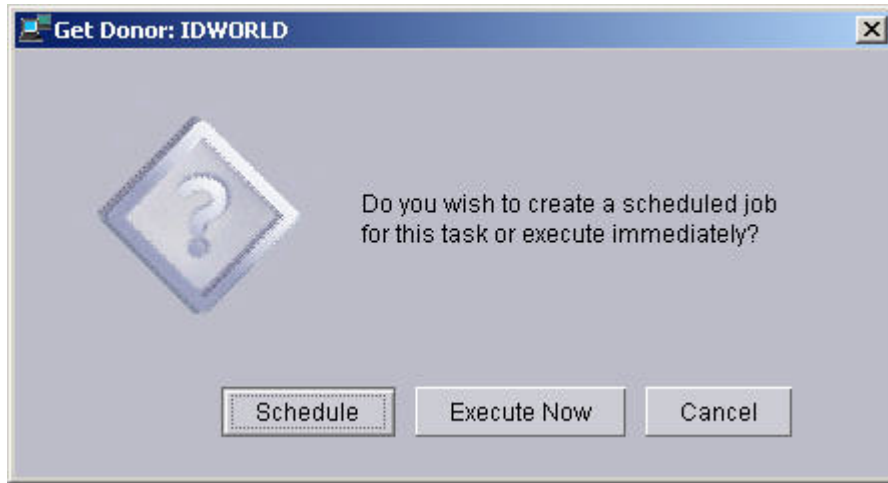 Get Donor: IDWORLD
Do you wish to create a scheduled job
for this task or execute immediately?
Schedule
Execute Now
Cancel